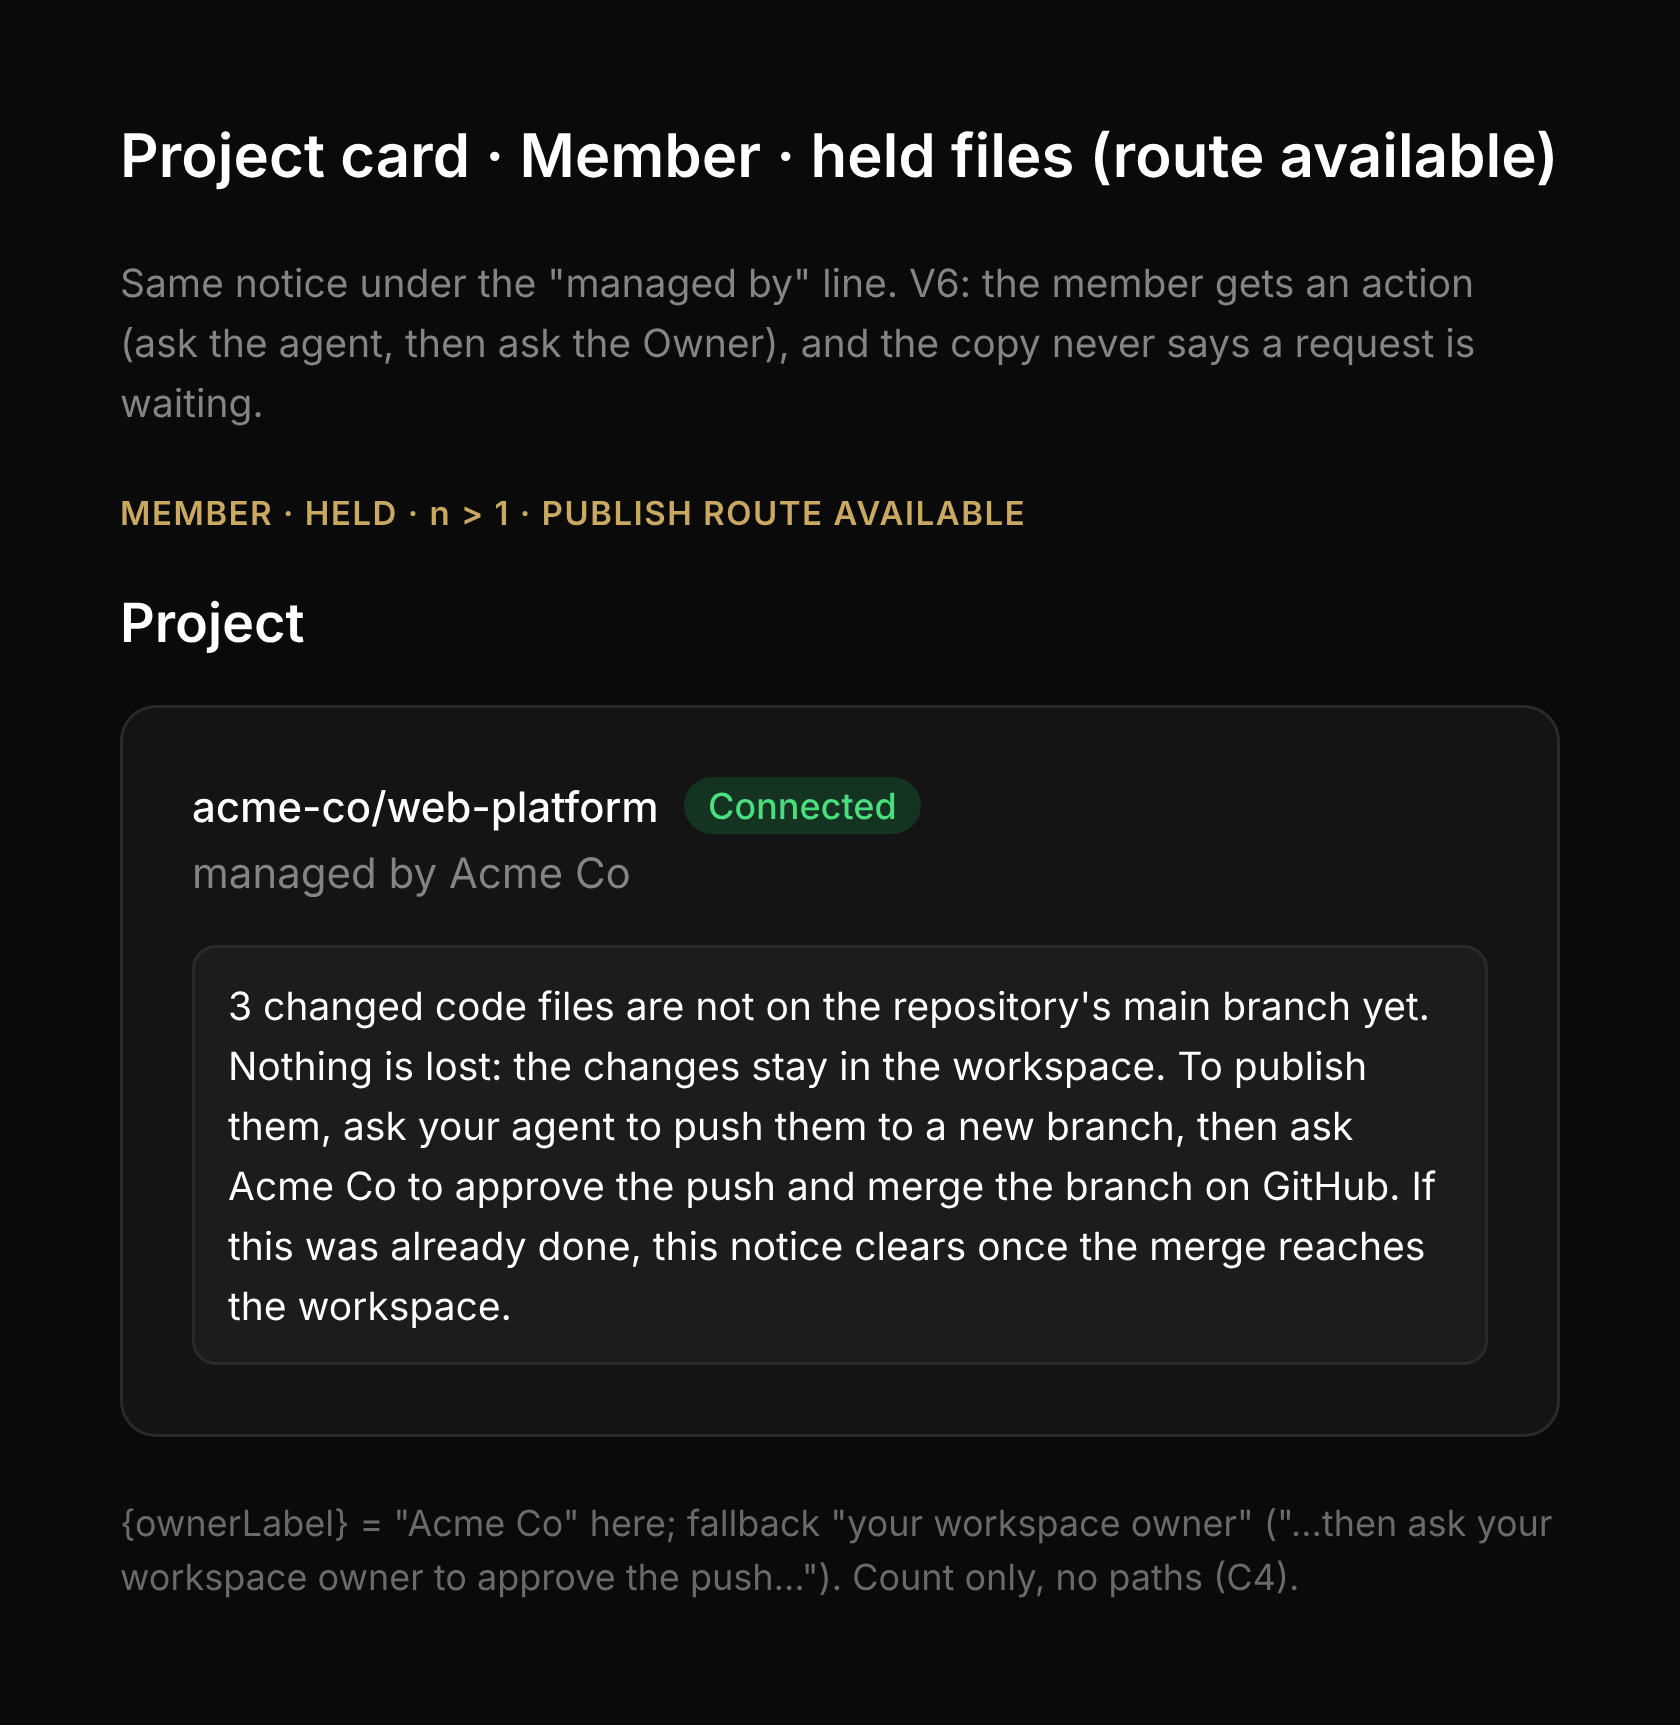 Project card · Member · held files (route available)
Same notice under the "managed by" line. V6: the member gets an action
(ask the agent, then ask the Owner), and the copy never says a request is
waiting.
MEMBER · HELD · n > 1 · PUBLISH ROUTE AVAILABLE
Project
acme-co/web-platform Connected
managed by Acme Co
3 changed code files are not on the repository's main branch yet.
Nothing is lost: the changes stay in the workspace. To publish
them, ask your agent to push them to a new branch, then ask
Acme Co to approve the push and merge the branch on GitHub. If
this was already done, this notice clears once the merge reaches
the workspace.
{ownerLabel} = "Acme Co" here; fallback "your workspace owner" ("...then ask your
workspace owner to approve the push..."). Count only, no paths (C4).